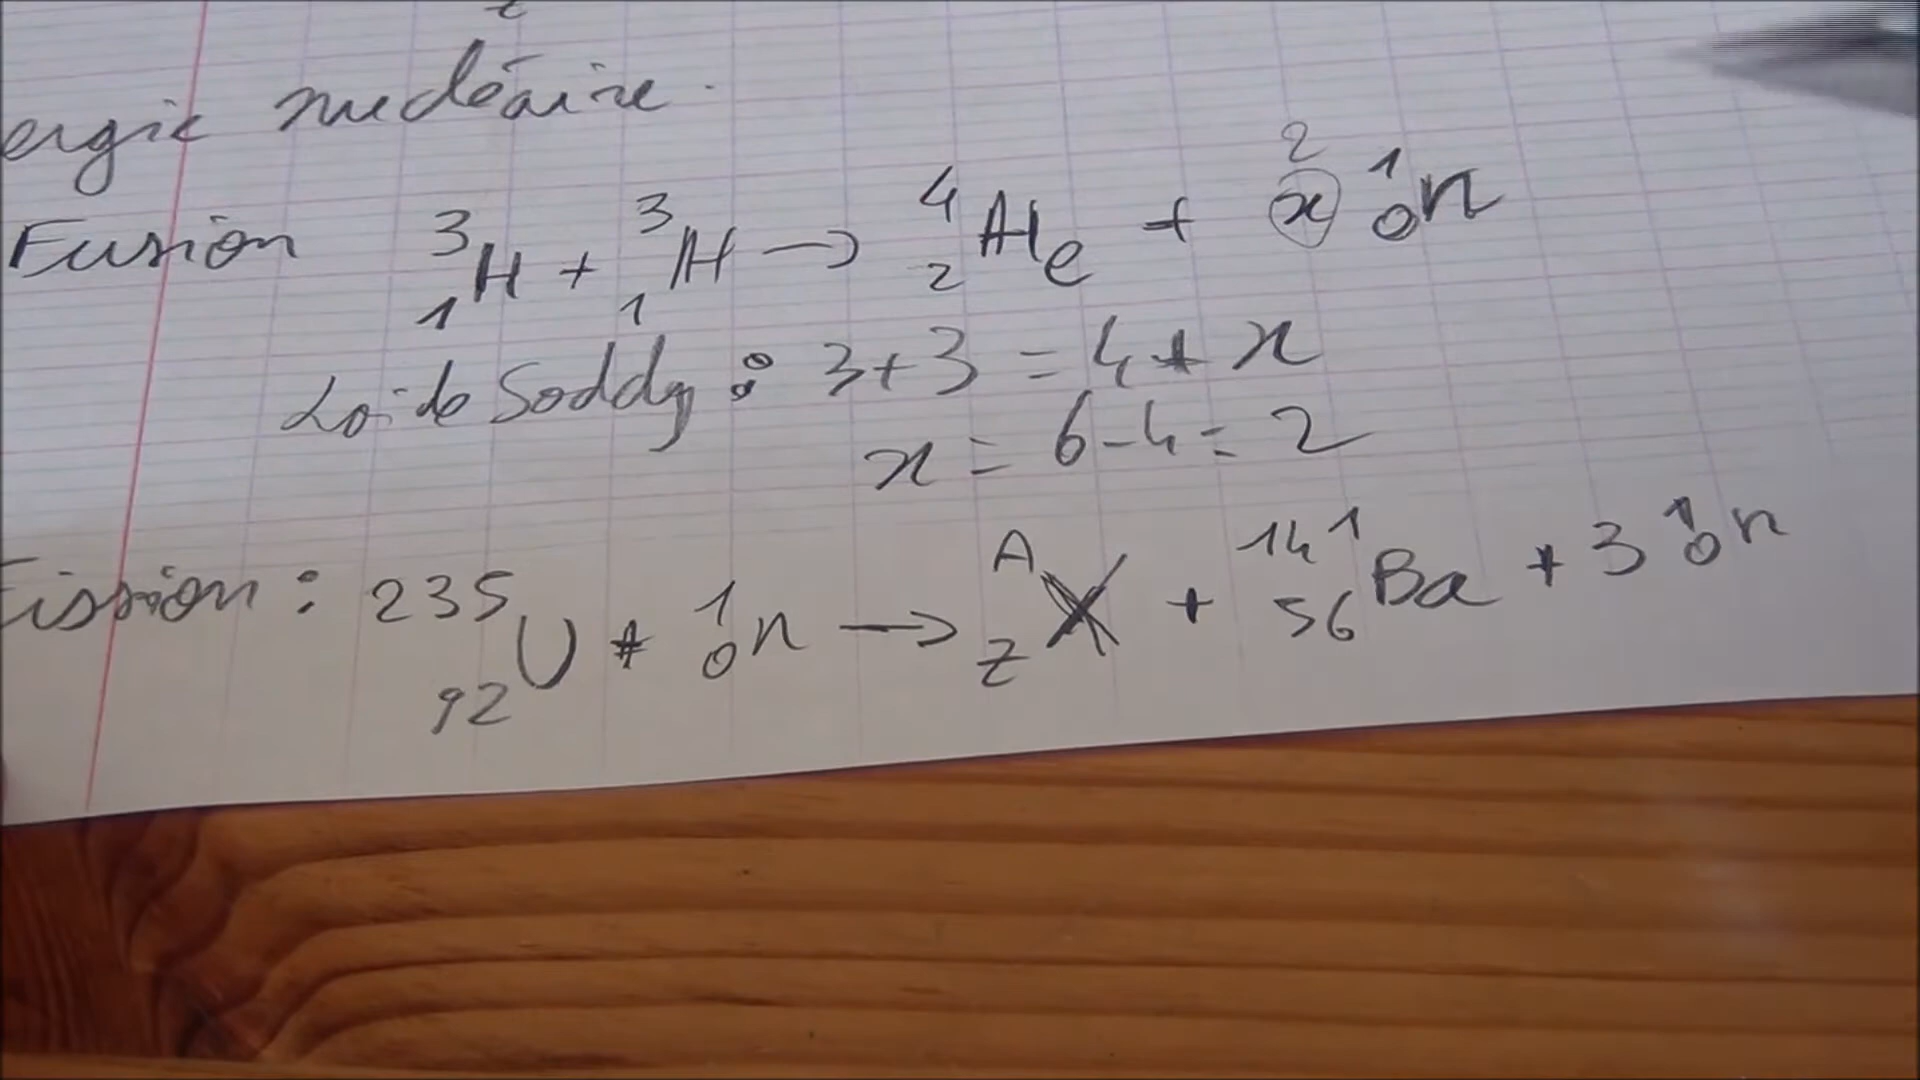 ergie nucléaire.
Fusion ³₁H + ³₁H → ⁴₂He + 2 x ¹₀n
Loi de Soddy : 3+3 = 4+x
x = 6-4 = 2
Fission : ²³⁵₉₂U + ¹₀n → ᴬ_Z X + ¹⁴¹₅₆Ba + 3 ¹₀n